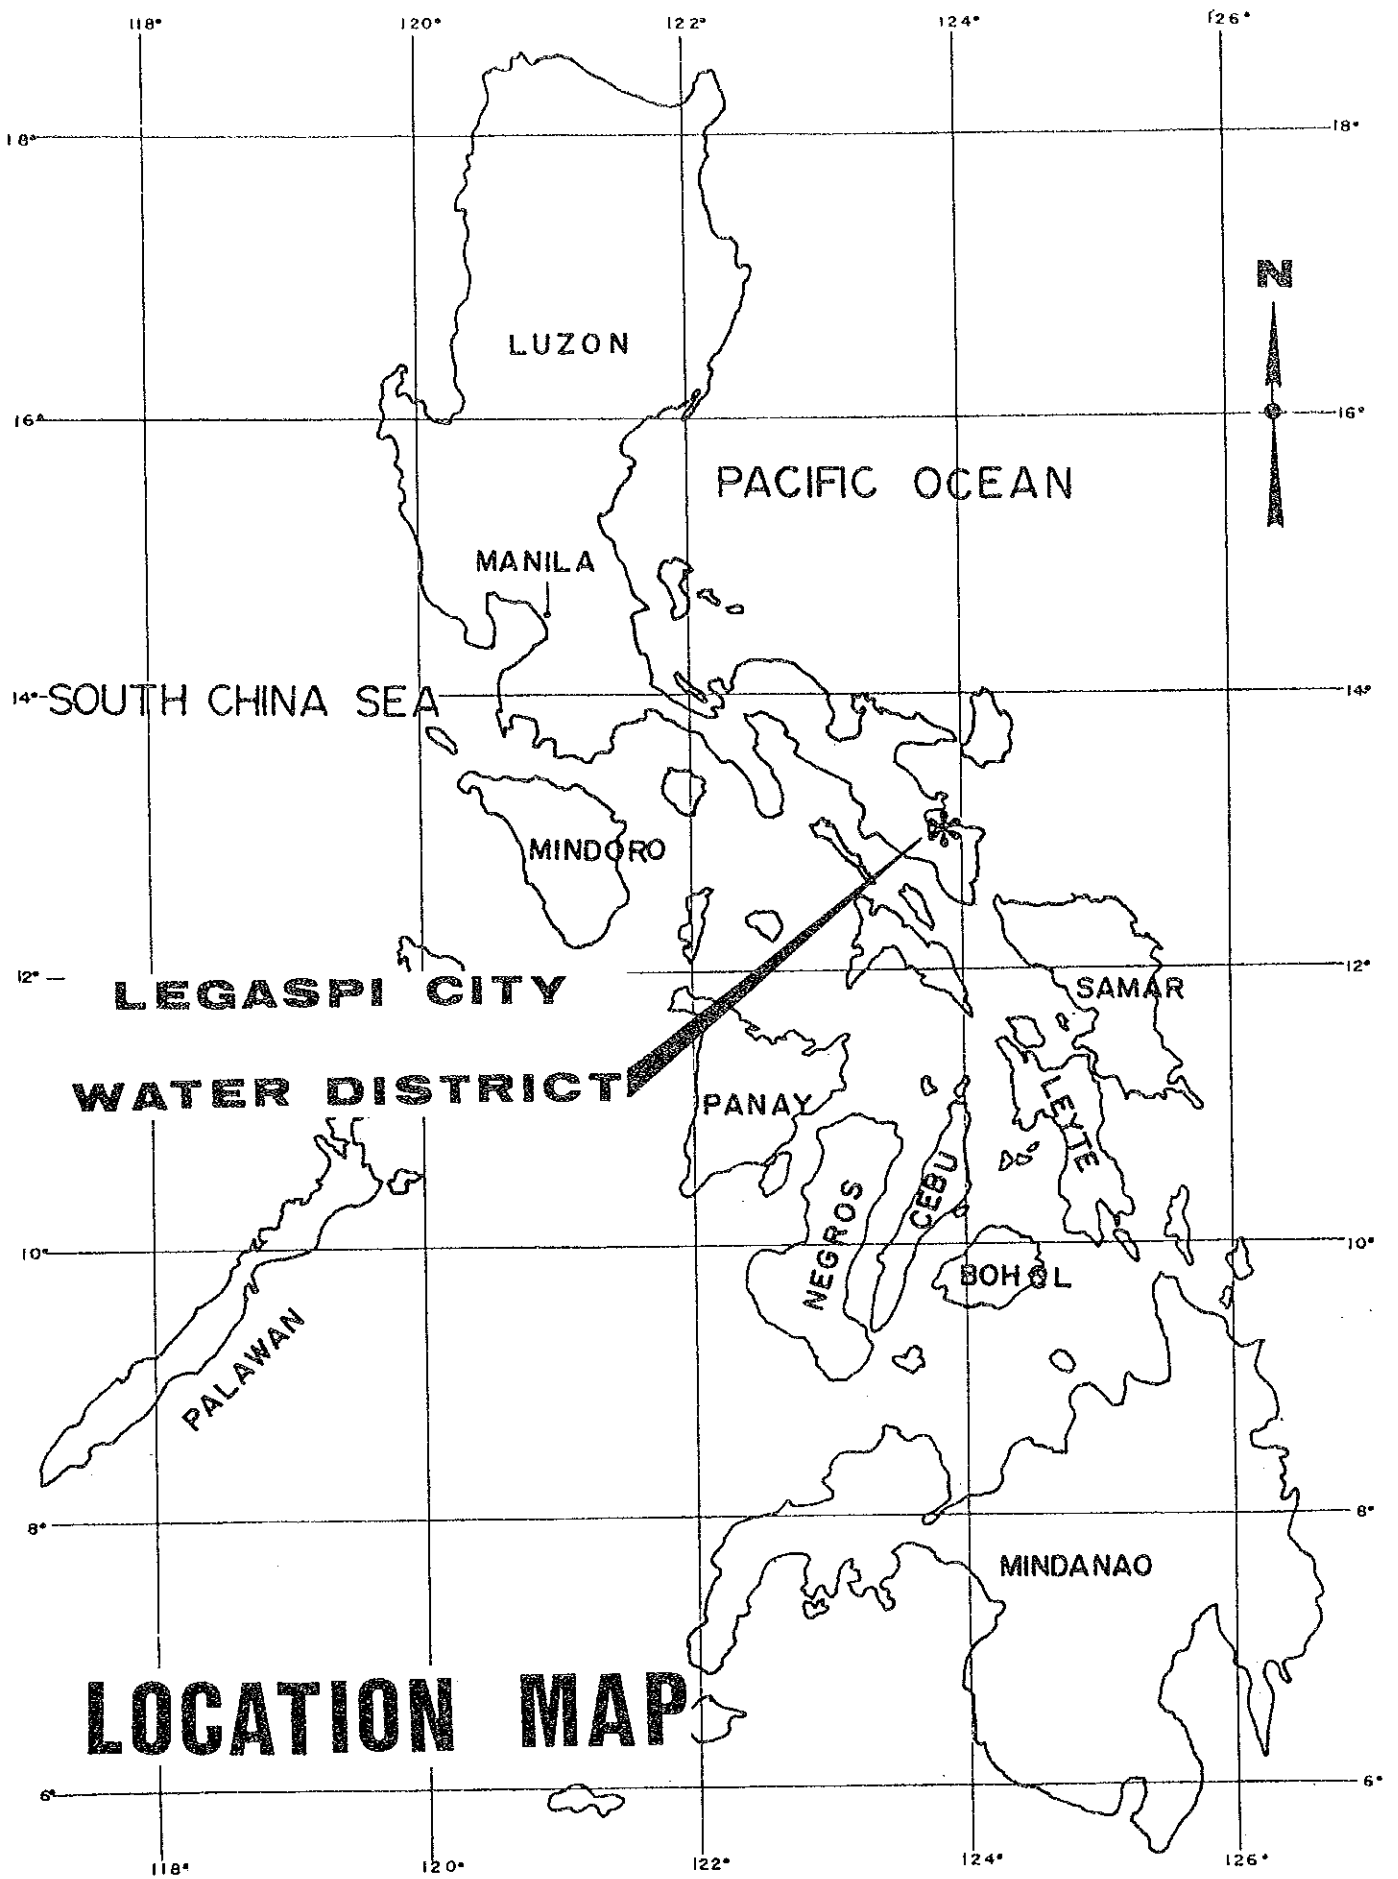 118° 120° 122° 124° 126°
18° 18°
N
LUZON
16° 16°
PACIFIC OCEAN
MANILA
14° SOUTH CHINA SEA 14°
MINDORO
12° 12°
LEGASPI CITY
SAMAR
WATER DISTRICT
PANAY
LEYTE
CEBU
NEGROS
10° 10°
BOHOL
PALAWAN
8° 8°
MINDANAO
LOCATION MAP
6° 6°
118° 120° 122° 124° 126°